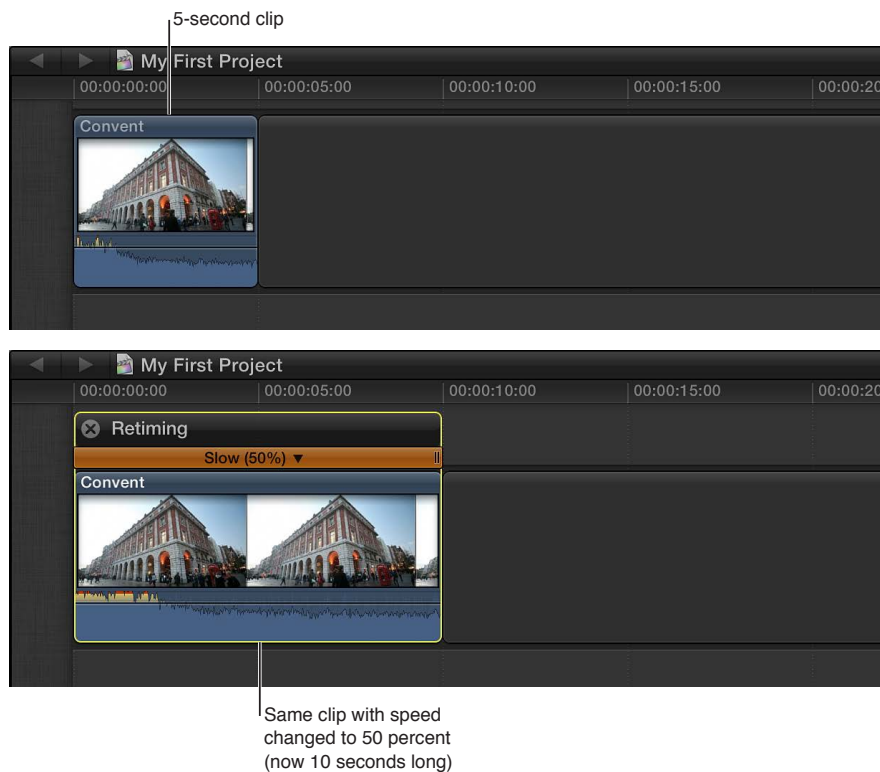 5-second clip
My First Project
00:00:00:00 00:00:05:00 00:00:10:00 00:00:15:00 00:00:20
Convent
My First Project
00:00:00:00 00:00:05:00 00:00:10:00 00:00:15:00 00:00:20
Retiming
Slow (50%) ▼
Convent
Same clip with speed
changed to 50 percent
(now 10 seconds long)